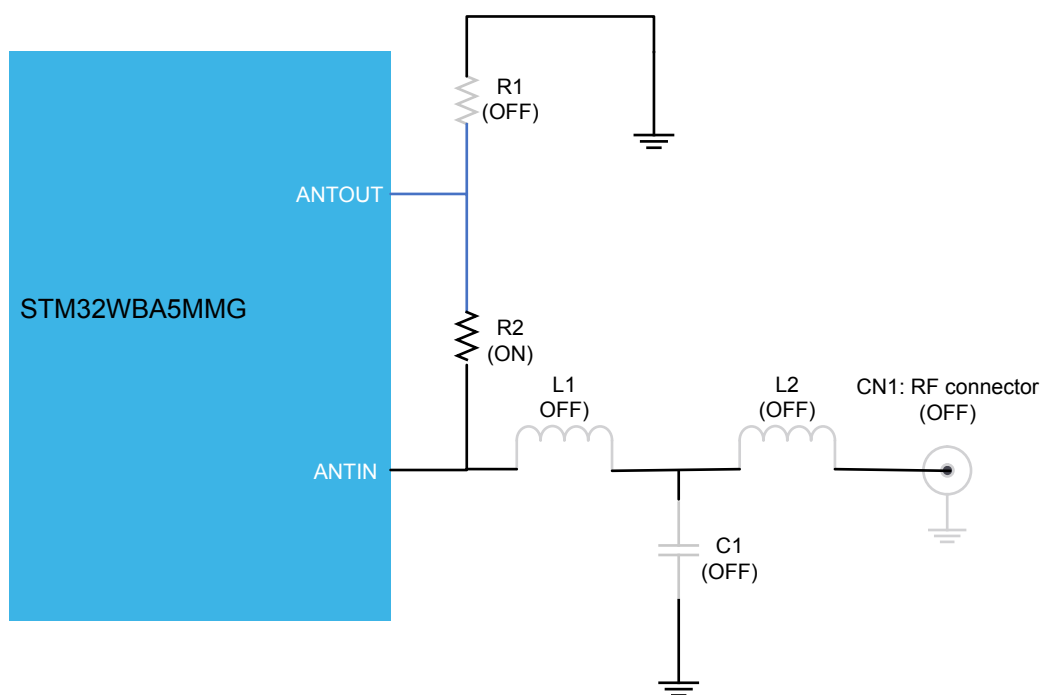 R1
(OFF)
ANTOUT
STM32WBA5MMG
R2
(ON)
L1
OFF)
L2
(OFF)
CN1: RF connector
(OFF)
ANTIN
C1
(OFF)